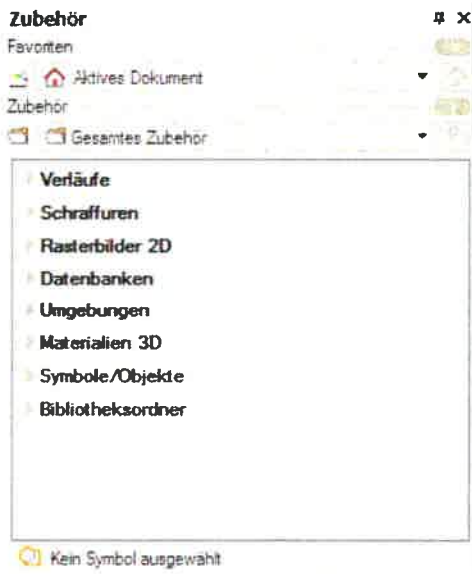 Zubehör
Favoriten
Aktives Dokument
Zubehör
Gesamtes Zubehör
Verläufe
Schraffuren
Rasterbilder 2D
Datenbanken
Umgebungen
Materialien 3D
Symbole/Objekte
Bibliotheksordner
Kein Symbol ausgewählt